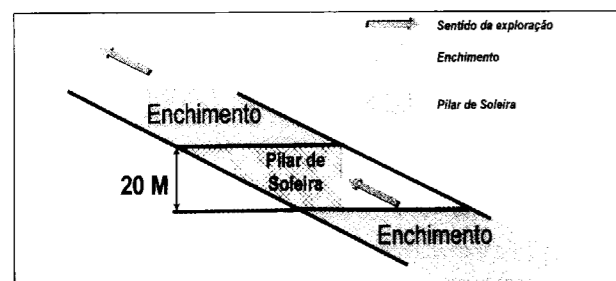 Sentido da exploração
Enchimento
Pilar de Soleira
Enchimento
Pilar de
Soleira
20 M
Enchimento